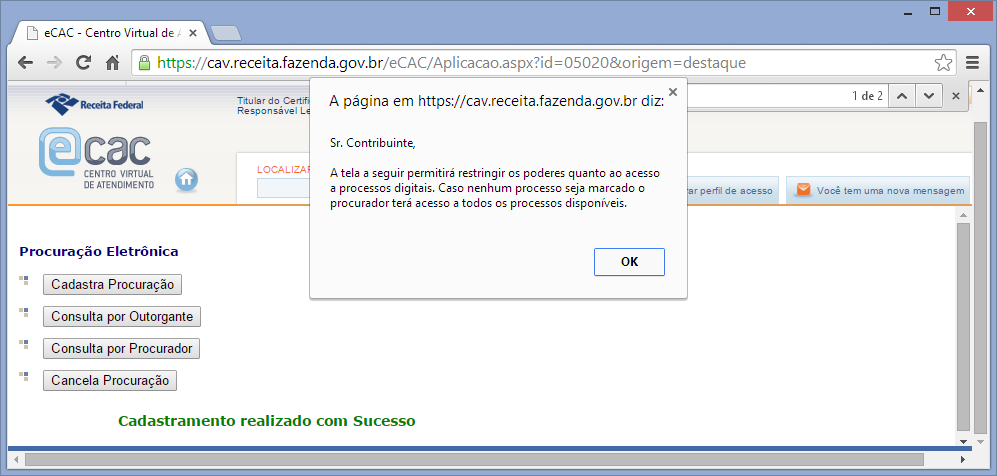 eCAC - Centro Virtual de
https://cav.receita.fazenda.gov.br/eCAC/Aplicacao.aspx?id=05020&origem=destaque
1 de 2
Receita Federal
Titular do Certifi
Responsável Le
eCAC
CENTRO VIRTUAL
DE ATENDIMENTO
LOCALIZAR
rar perfil de acesso
Você tem uma nova mensagem
A página em https://cav.receita.fazenda.gov.br diz:
Sr. Contribuinte,
A tela a seguir permitirá restringir os poderes quanto ao acesso
a processos digitais. Caso nenhum processo seja marcado o
procurador terá acesso a todos os processos disponíveis.
OK
Procuração Eletrônica
Cadastra Procuração
Consulta por Outorgante
Consulta por Procurador
Cancela Procuração
Cadastramento realizado com Sucesso